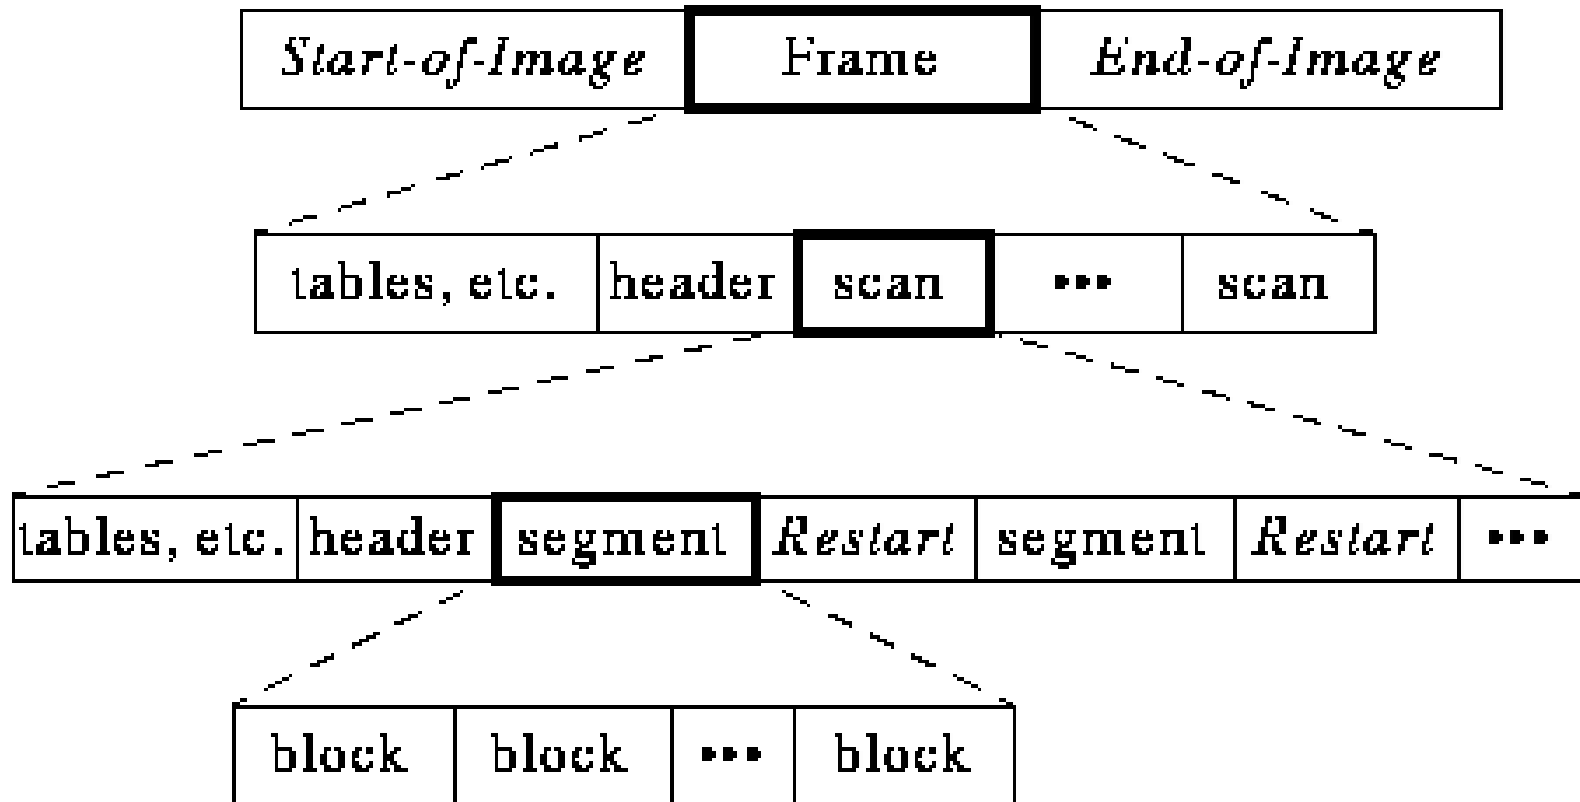 Start-of-Image Frame End-of-Image
tables, etc. header scan ••• scan
tables, etc. header segment Restart segment Restart •••
block block ••• block